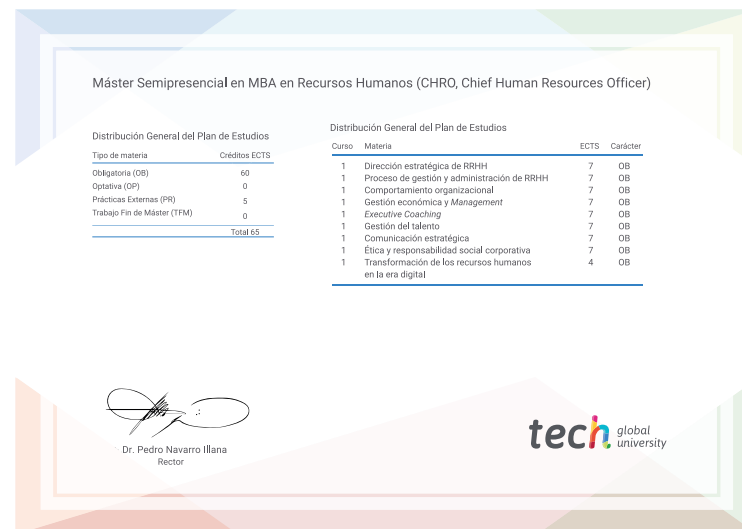 Máster Semipresencial en MBA en Recursos Humanos (CHRO, Chief Human Resources Officer)
Distribución General del Plan de Estudios
Tipo de materia Créditos ECTS
Obligatoria (OB) 60
Optativa (OP) 0
Prácticas Externas (PR) 5
Trabajo Fin de Máster (TFM) 0
Total 65
Distribución General del Plan de Estudios
Curso Materia ECTS Carácter
1 Dirección estratégica de RRHH 7 OB
1 Proceso de gestión y administración de RRHH 7 OB
1 Comportamiento organizacional 7 OB
1 Gestión económica y Management 7 OB
1 Executive Coaching 7 OB
1 Gestión del talento 7 OB
1 Comunicación estratégica 7 OB
1 Ética y responsabilidad social corporativa 7 OB
1 Transformación de los recursos humanos 4 OB
en la era digital
Dr. Pedro Navarro Illana
Rector
tech global
university